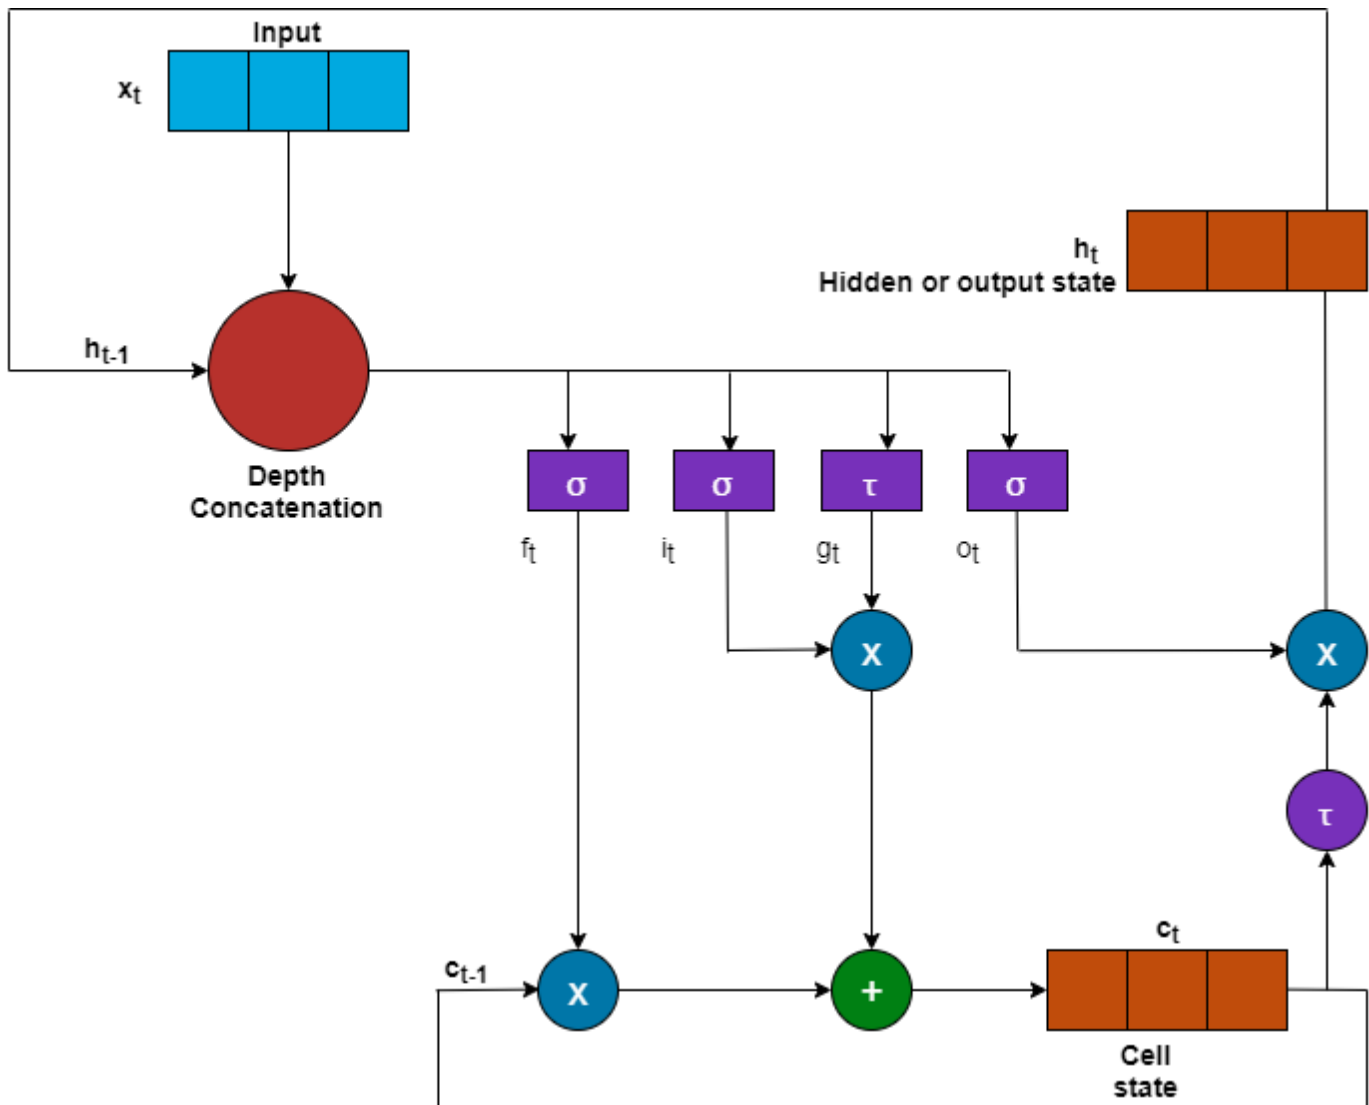 Input
xt
ht
Hidden or output state
ht-1
Depth
Concatenation
σ
σ
τ
σ
ft
it
gt
ot
X
X
τ
ct
ct-1
X
+
Cell
state